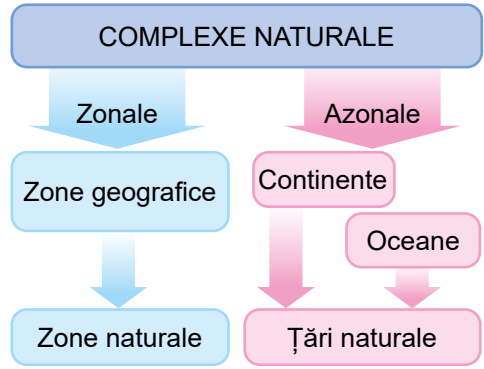 COMPLEXE NATURALE
Zonale
Azonale
Zone geografice
Continente
Oceane
Zone naturale
Țări naturale